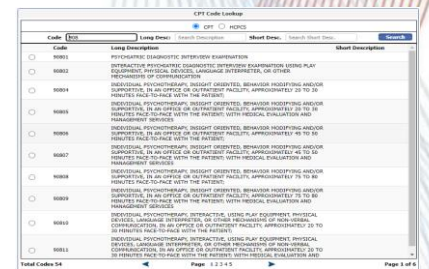 CPT Code Lookup
CPT HCPCS
Code 908 Long Desc: Search Description Short Desc. Search Short Desc. Search
Code Long Description Short Description
90801 PSYCHIATRIC DIAGNOSTIC INTERVIEW EXAMINATION
90802 INTERACTIVE PSYCHIATRIC DIAGNOSTIC INTERVIEW EXAMINATION USING PLAY
EQUIPMENT, PHYSICAL DEVICES, LANGUAGE INTERPRETER, OR OTHER
MECHANISMS OF COMMUNICATION
90804 INDIVIDUAL PSYCHOTHERAPY, INSIGHT ORIENTED, BEHAVIOR MODIFYING AND/OR
SUPPORTIVE, IN AN OFFICE OR OUTPATIENT FACILITY, APPROXIMATELY 20 TO 30
MINUTES FACE-TO-FACE WITH THE PATIENT;
90805 INDIVIDUAL PSYCHOTHERAPY, INSIGHT ORIENTED, BEHAVIOR MODIFYING AND/OR
SUPPORTIVE, IN AN OFFICE OR OUTPATIENT FACILITY, APPROXIMATELY 20 TO 30
MINUTES FACE-TO-FACE WITH THE PATIENT; WITH MEDICAL EVALUATION AND
MANAGEMENT SERVICES
90806 INDIVIDUAL PSYCHOTHERAPY, INSIGHT ORIENTED, BEHAVIOR MODIFYING AND/OR
SUPPORTIVE, IN AN OFFICE OR OUTPATIENT FACILITY, APPROXIMATELY 45 TO 50
MINUTES FACE-TO-FACE WITH THE PATIENT;
90807 INDIVIDUAL PSYCHOTHERAPY, INSIGHT ORIENTED, BEHAVIOR MODIFYING AND/OR
SUPPORTIVE, IN AN OFFICE OR OUTPATIENT FACILITY, APPROXIMATELY 45 TO 50
MINUTES FACE-TO-FACE WITH THE PATIENT; WITH MEDICAL EVALUATION AND
MANAGEMENT SERVICES
90808 INDIVIDUAL PSYCHOTHERAPY, INSIGHT ORIENTED, BEHAVIOR MODIFYING AND/OR
SUPPORTIVE, IN AN OFFICE OR OUTPATIENT FACILITY, APPROXIMATELY 75 TO 80
MINUTES FACE-TO-FACE WITH THE PATIENT;
90809 INDIVIDUAL PSYCHOTHERAPY, INSIGHT ORIENTED, BEHAVIOR MODIFYING AND/OR
SUPPORTIVE, IN AN OFFICE OR OUTPATIENT FACILITY, APPROXIMATELY 75 TO 80
MINUTES FACE-TO-FACE WITH THE PATIENT; WITH MEDICAL EVALUATION AND
MANAGEMENT SERVICES
90810 INDIVIDUAL PSYCHOTHERAPY, INTERACTIVE, USING PLAY EQUIPMENT, PHYSICAL
DEVICES, LANGUAGE INTERPRETER, OR OTHER MECHANISMS OF NON-VERBAL
COMMUNICATION, IN AN OFFICE OR OUTPATIENT FACILITY, APPROXIMATELY 20 TO
30 MINUTES FACE-TO-FACE WITH THE PATIENT;
90811 INDIVIDUAL PSYCHOTHERAPY, INTERACTIVE, USING PLAY EQUIPMENT, PHYSICAL
DEVICES, LANGUAGE INTERPRETER, OR OTHER MECHANISMS OF NON-VERBAL
COMMUNICATION, IN AN OFFICE OR OUTPATIENT FACILITY, APPROXIMATELY 20 TO
30 MINUTES FACE-TO-FACE WITH THE PATIENT; WITH MEDICAL EVALUATION AND
Total Codes 54 Page 1 2 3 4 5 Page 1 of 6